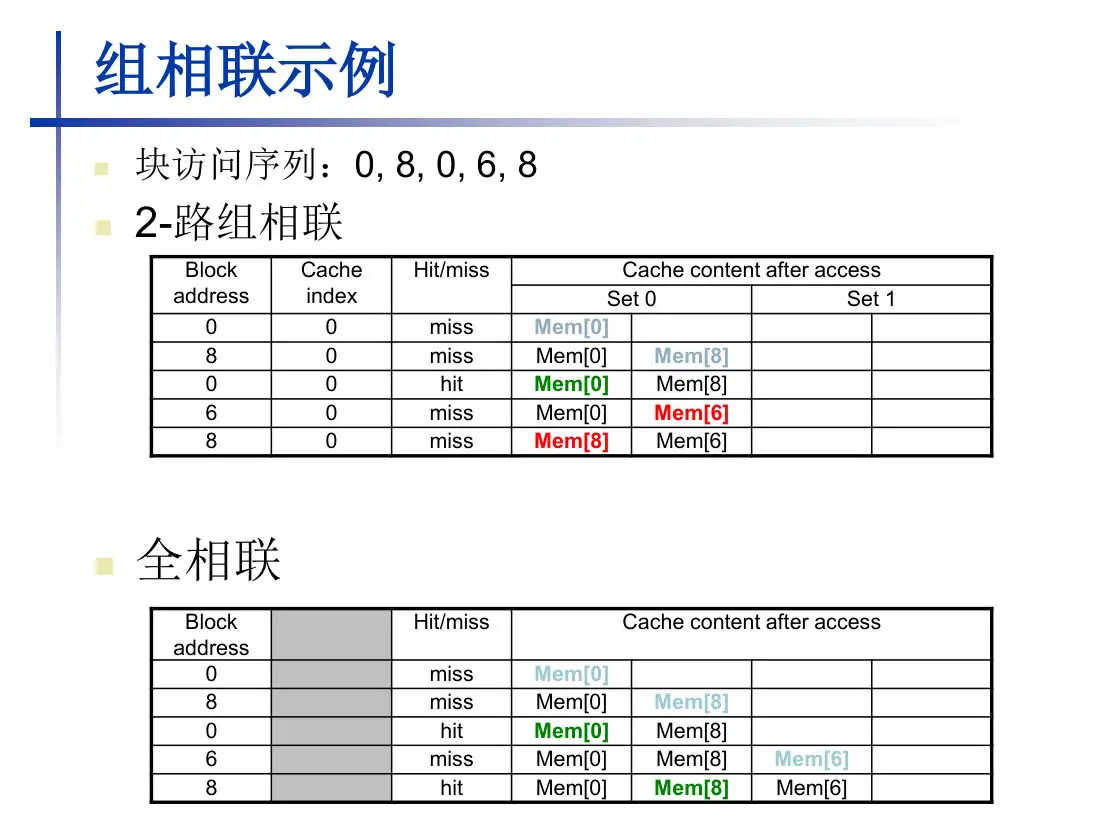 组相联示例
块访问序列：0, 8, 0, 6, 8
2-路组相联
Block address Cache index Hit/miss Cache content after access
Set 0 Set 1
0 0 miss Mem[0]
8 0 miss Mem[0] Mem[8]
0 0 hit Mem[0] Mem[8]
6 0 miss Mem[0] Mem[6]
8 0 miss Mem[8] Mem[6]
全相联
Block address Hit/miss Cache content after access
0 miss Mem[0]
8 miss Mem[0] Mem[8]
0 hit Mem[0] Mem[8]
6 miss Mem[0] Mem[8] Mem[6]
8 hit Mem[0] Mem[8] Mem[6]